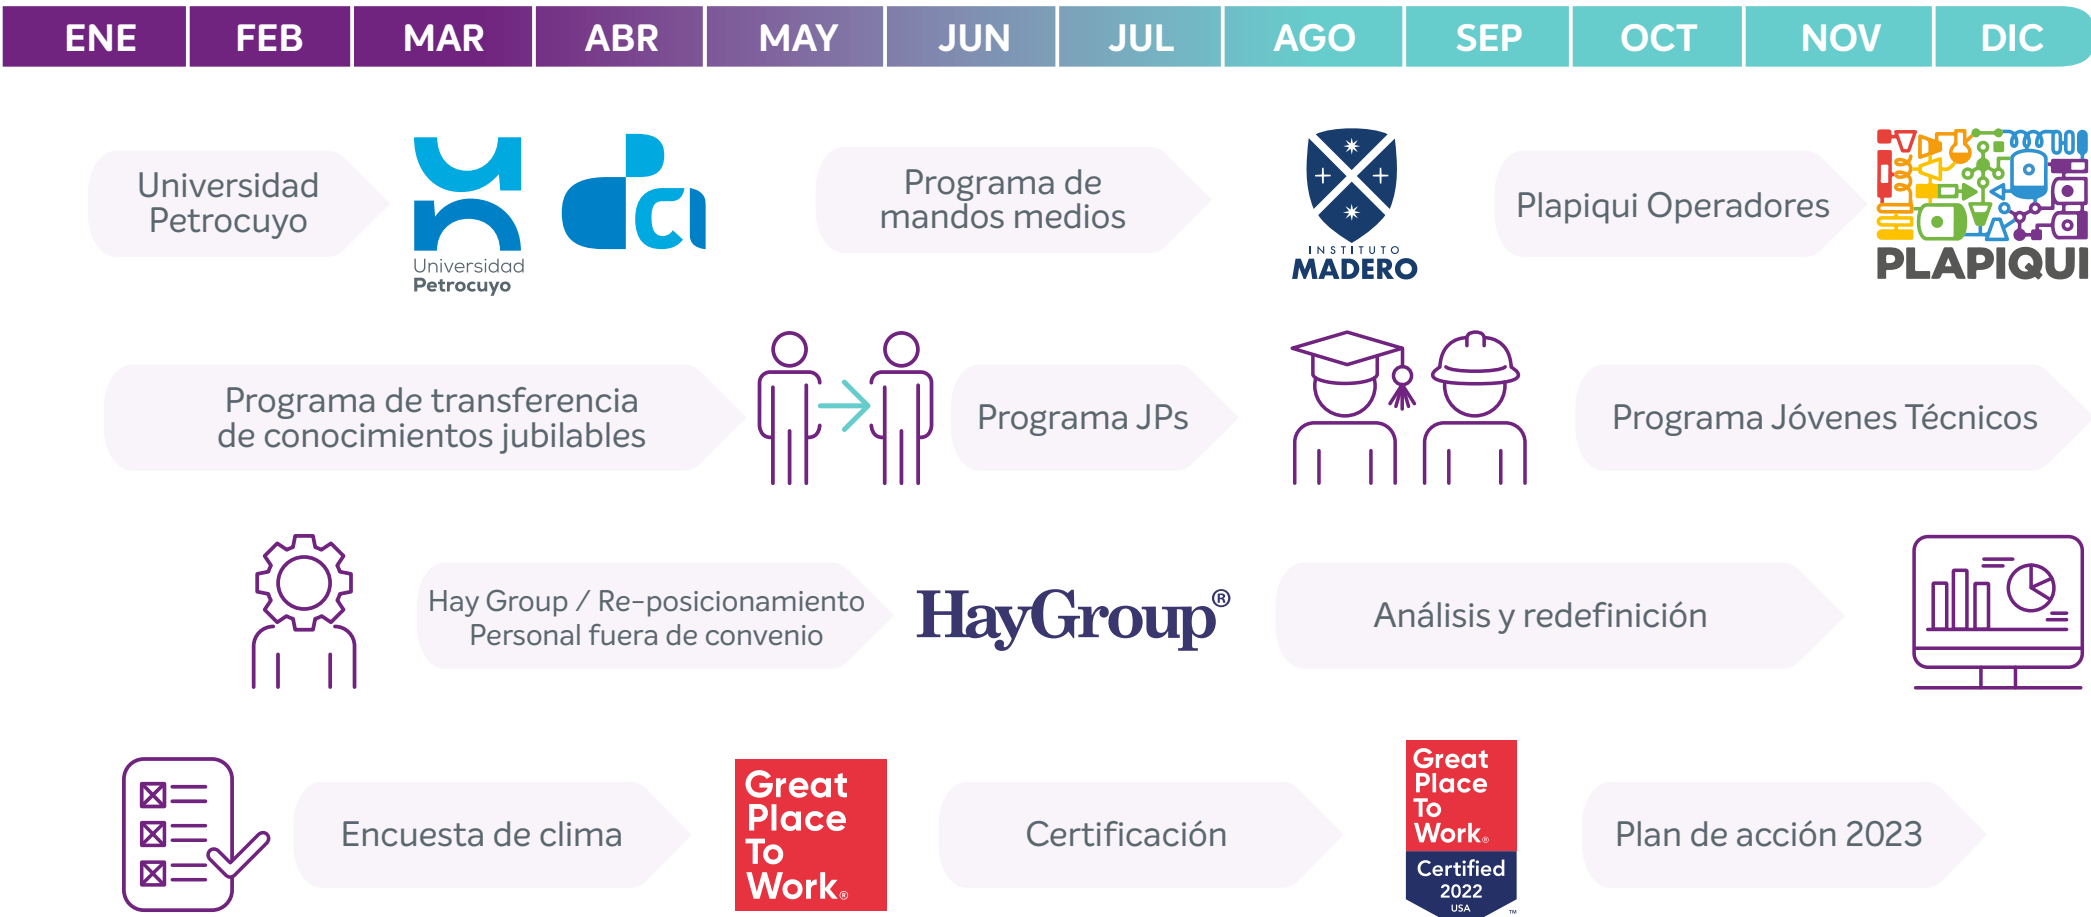 ENE FEB MAR ABR MAY JUN JUL AGO SEP OCT NOV DIC
Universidad
Petrocuyo
Universidad
Petrocuyo
dci
Programa de
mandos medios
INSTITUTO
MADERO
Plapiqui Operadores
PLAPIQUI
Programa de transferencia
de conocimientos jubilables
Programa JPs
Programa Jóvenes Técnicos
Hay Group / Re-posicionamiento
Personal fuera de convenio
HayGroup®
Análisis y redefinición
Encuesta de clima
Great
Place
To
Work®
Certificación
Great
Place
To
Work®
Certified
2022
USA
™
Plan de acción 2023